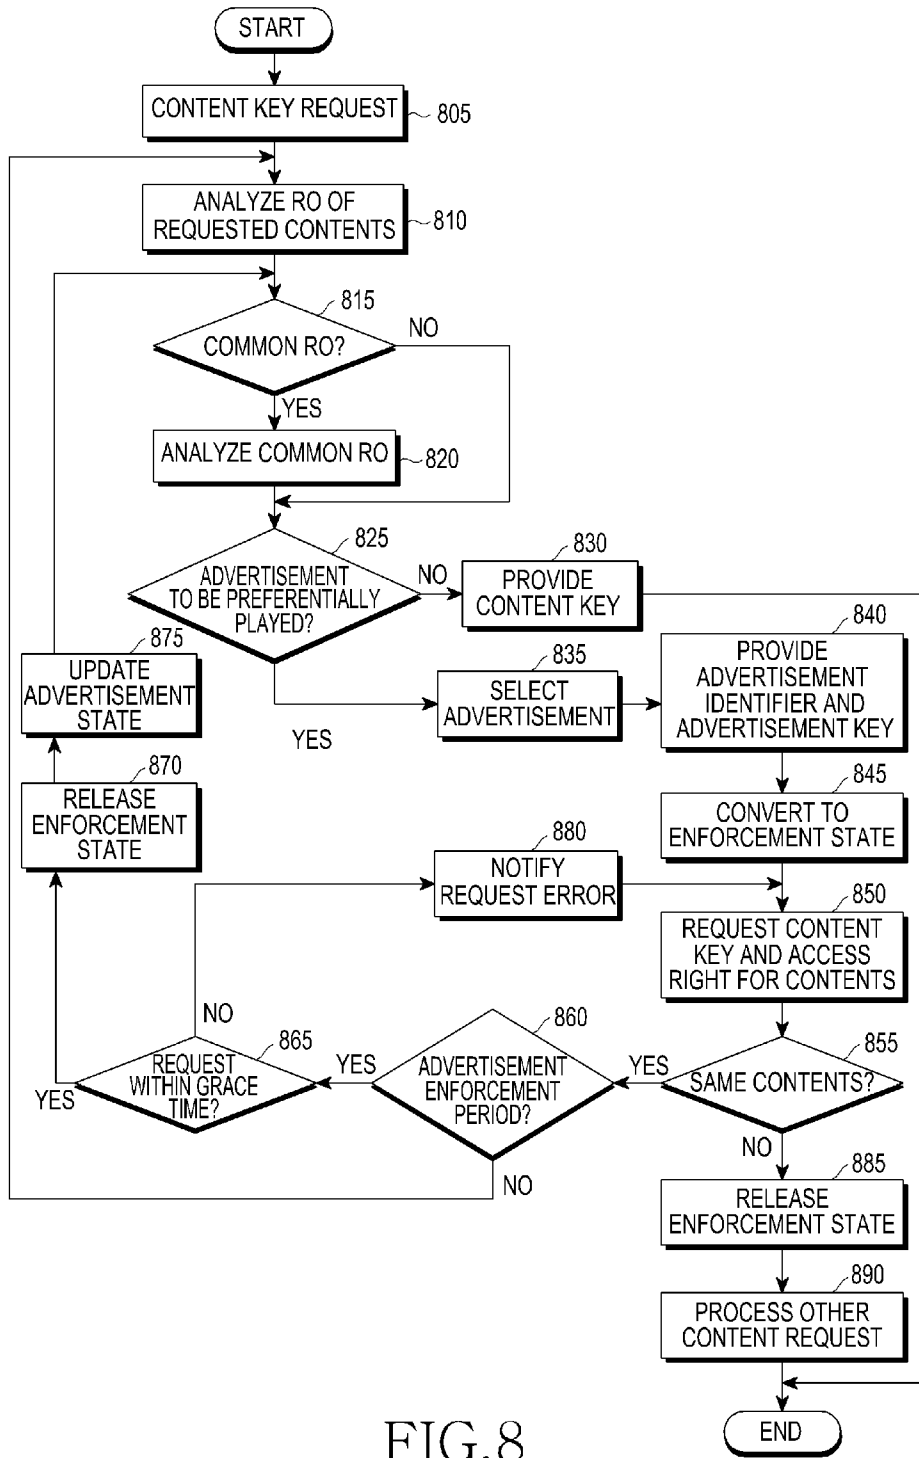 START
CONTENT KEY REQUEST
805
ANALYZE RO OF
REQUESTED CONTENTS
810
815
COMMON RO?
NO
YES
ANALYZE COMMON RO
820
825
ADVERTISEMENT
TO BE PREFERENTIALLY
PLAYED?
NO
830
PROVIDE
CONTENT KEY
YES
835
SELECT
ADVERTISEMENT
840
PROVIDE
ADVERTISEMENT
IDENTIFIER AND
ADVERTISEMENT KEY
845
CONVERT TO
ENFORCEMENT STATE
875
UPDATE
ADVERTISEMENT
STATE
870
RELEASE
ENFORCEMENT
STATE
880
NOTIFY
REQUEST ERROR
850
REQUEST CONTENT
KEY AND ACCESS
RIGHT FOR CONTENTS
855
SAME CONTENTS?
YES
NO
860
ADVERTISEMENT
ENFORCEMENT
PERIOD?
YES
NO
865
REQUEST
WITHIN GRACE
TIME?
NO
YES
885
RELEASE
ENFORCEMENT STATE
890
PROCESS OTHER
CONTENT REQUEST
END
FIG.8